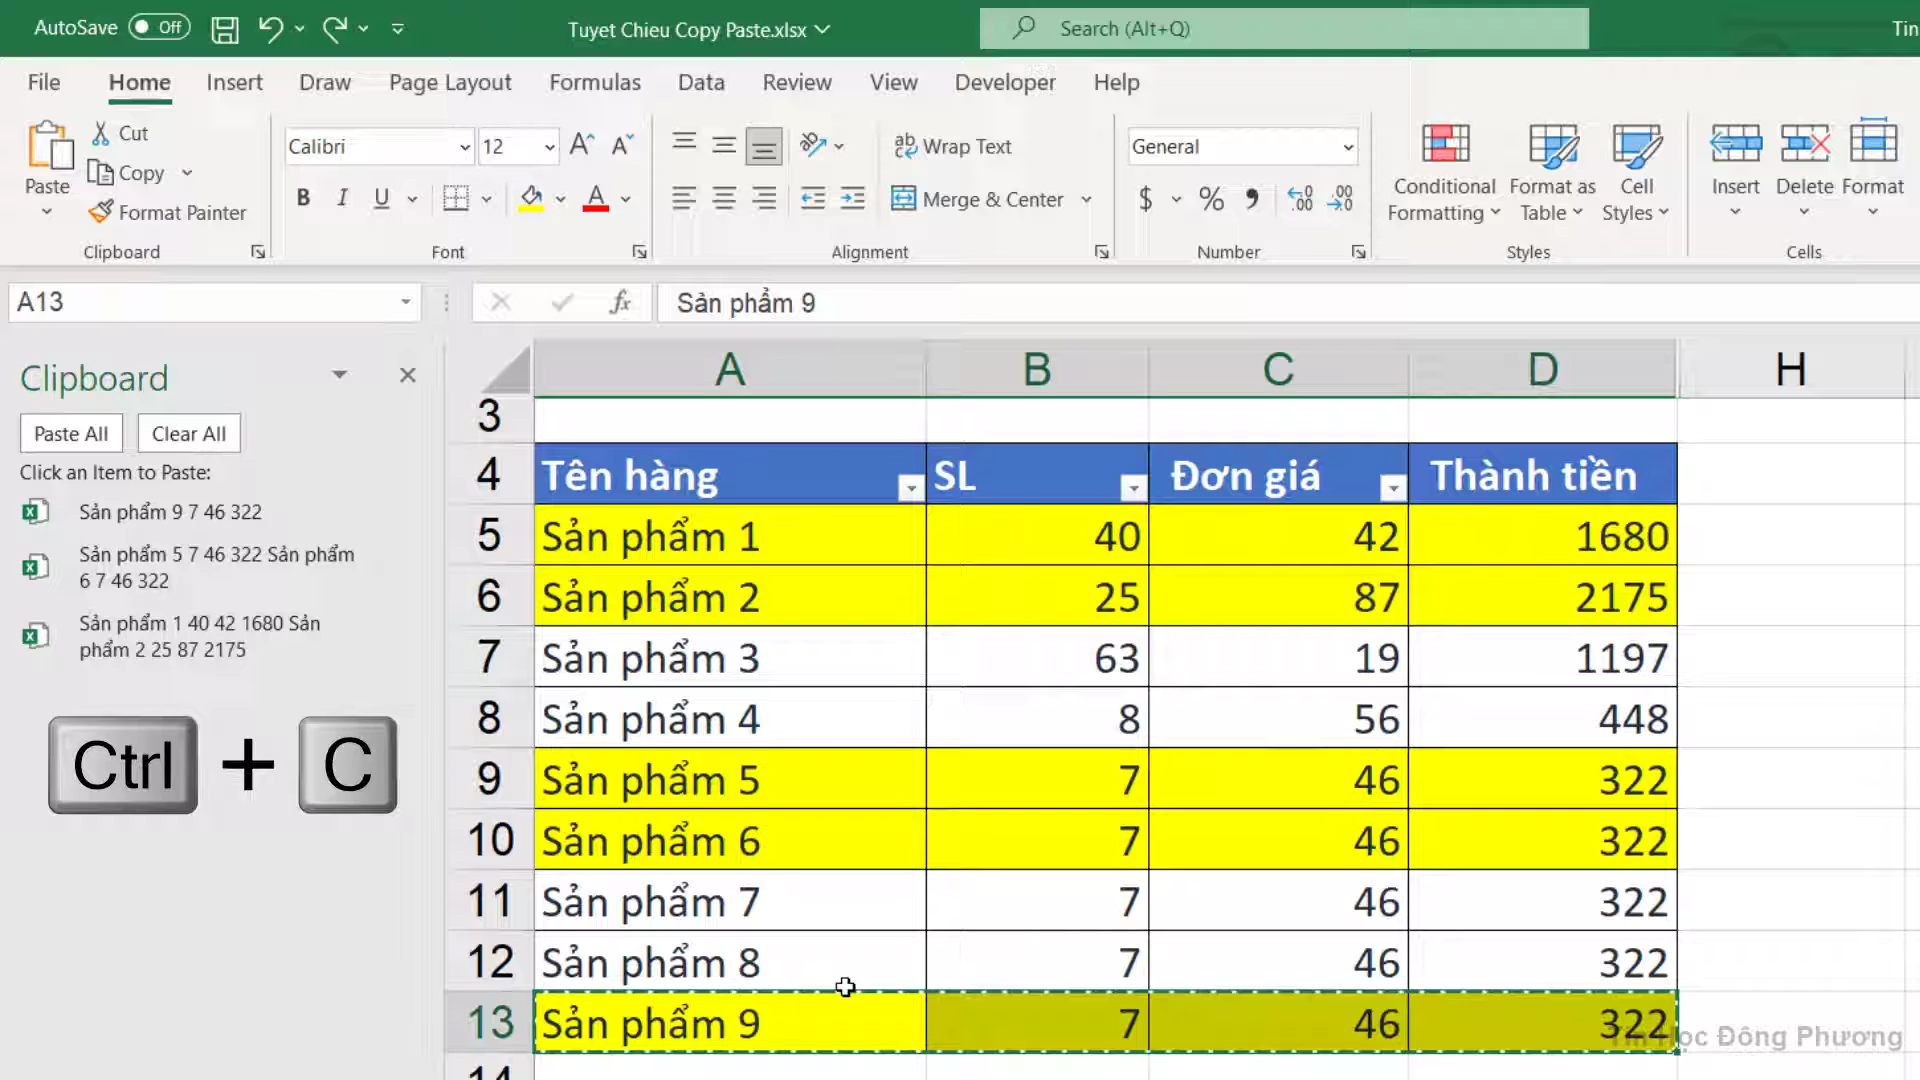 AutoSave Off Tuyet Chieu Copy Paste.xlsx Search (Alt+Q) Tin
File Home Insert Draw Page Layout Formulas Data Review View Developer Help
Paste
Cut
Copy
Format Painter
Clipboard
Calibri 12
B I U A
Font
ab Wrap Text
Merge & Center
Alignment
General
$ % 9
Number
Conditional Formatting
Format as Table
Cell Styles
Styles
Insert Delete Format
Cells
A13 fx Sản phẩm 9
Clipboard
Paste All Clear All
Click an Item to Paste:
Sản phẩm 9 7 46 322
Sản phẩm 5 7 46 322 Sản phẩm
6 7 46 322
Sản phẩm 1 40 42 1680 Sản
phẩm 2 25 87 2175
Ctrl + C
A B C D H
3
4 Tên hàng SL Đơn giá Thành tiền
5 Sản phẩm 1 40 42 1680
6 Sản phẩm 2 25 87 2175
7 Sản phẩm 3 63 19 1197
8 Sản phẩm 4 8 56 448
9 Sản phẩm 5 7 46 322
10 Sản phẩm 6 7 46 322
11 Sản phẩm 7 7 46 322
12 Sản phẩm 8 7 46 322
13 Sản phẩm 9 7 46 322
14
Tin Học Đông Phương